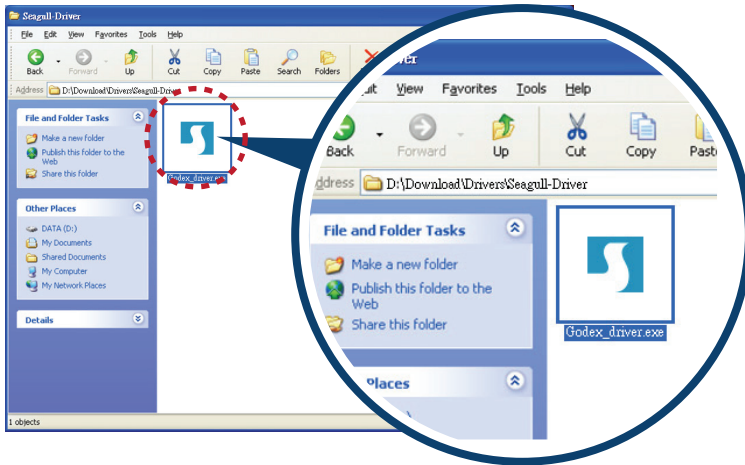 Seagull-Driver
File Edit View Favorites Tools Help
Back Forward Up Cut Copy Paste Search Folders
Address D:\Download\Drivers\Seagull-Driver
File and Folder Tasks
Make a new folder
Publish this folder to the
Web
Share this folder
Other Places
DATA (D:)
My Documents
Shared Documents
My Computer
My Network Places
Details
Godex_driver.exe
1 objects
View Favorites Tools Help
Back Forward Up Cut Copy Past
ddress D:\Download\Drivers\Seagull-Driver
File and Folder Tasks
Make a new folder
Publish this folder to the
Web
Share this folder
Places
Godex_driver.exe